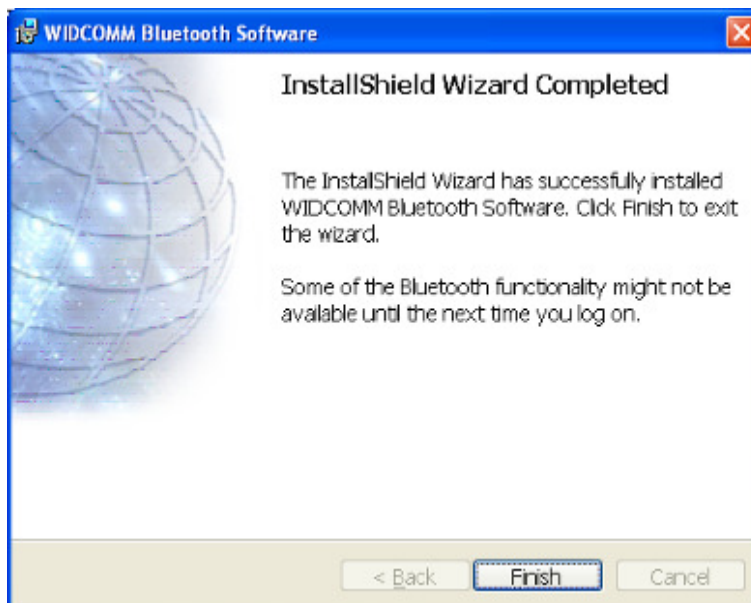 WIDCOMM Bluetooth Software
InstallShield Wizard Completed
The InstallShield Wizard has successfully installed
WIDCOMM Bluetooth Software. Click Finish to exit
the wizard.
Some of the Bluetooth functionality might not be
available until the next time you log on.
< Back Finish Cancel